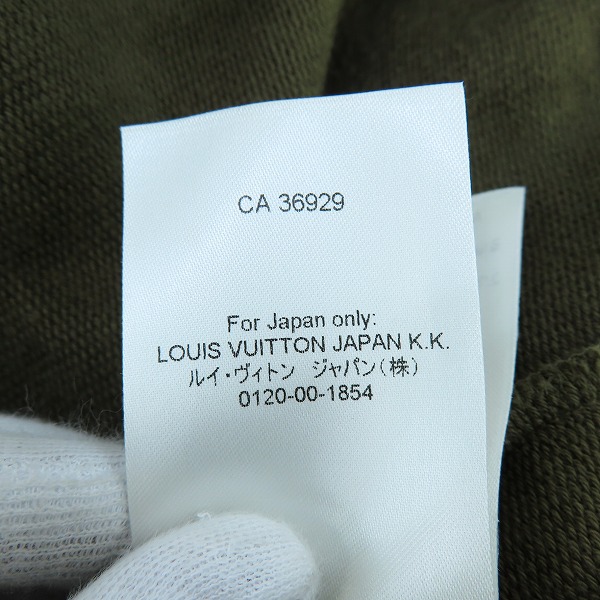 CA 36929
For Japan only:
LOUIS VUITTON JAPAN K.K.
ルイ・ヴィトン ジャパン(株)
0120-00-1854